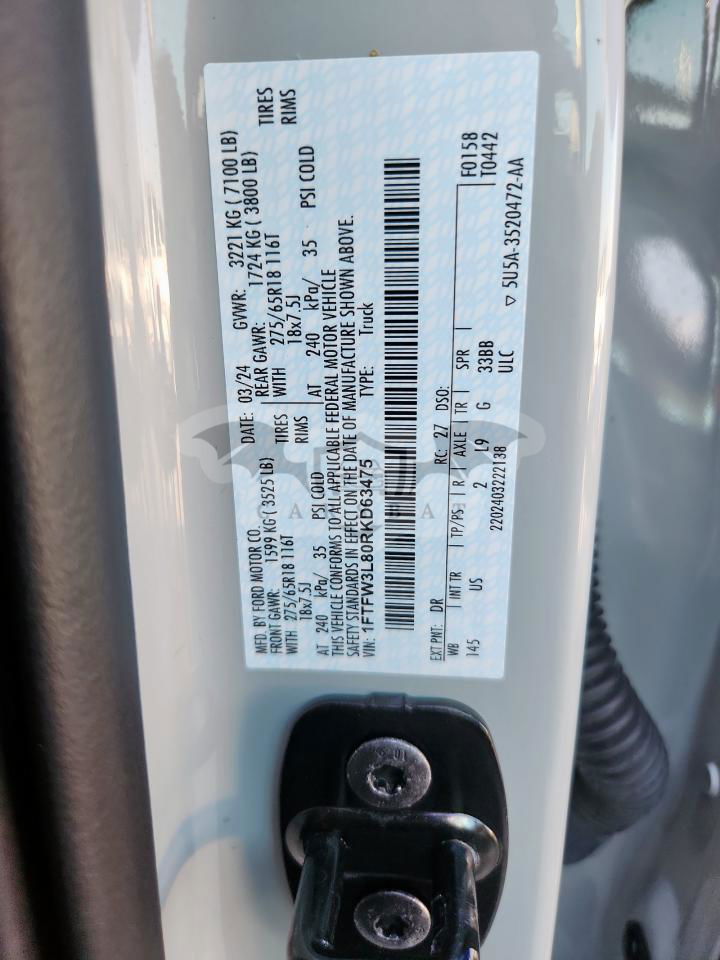 MFD. BY FORD MOTOR CO.
DATE: 03/24
GVWR: 3221 KG ( 7100 LB)
FRONT GAWR: 1599 KG ( 3525 LB)
REAR GAWR: 1724 KG ( 3800 LB)
WITH 275/65R18 116T TIRES
WITH 275/65R18 116T TIRES
18x7.5J RIMS
18x7.5J RIMS
AT 240 kPa/ 35 PSI COLD
AT 240 kPa/ 35 PSI COLD
THIS VEHICLE CONFORMS TO ALL APPLICABLE FEDERAL MOTOR VEHICLE
SAFETY STANDARDS IN EFFECT ON THE DATE OF MANUFACTURE SHOWN ABOVE.
VIN: 1FTFW3L80RKD63475
TYPE: Truck
EXT PNT: DR RC: 27 DSO: F0158
T0442
WB INT TR TP/PS R AXLE TR SPR
145 US 2 L9 G 33BB
ULC
2202403222138
▽ 5U5A-3520472-AA